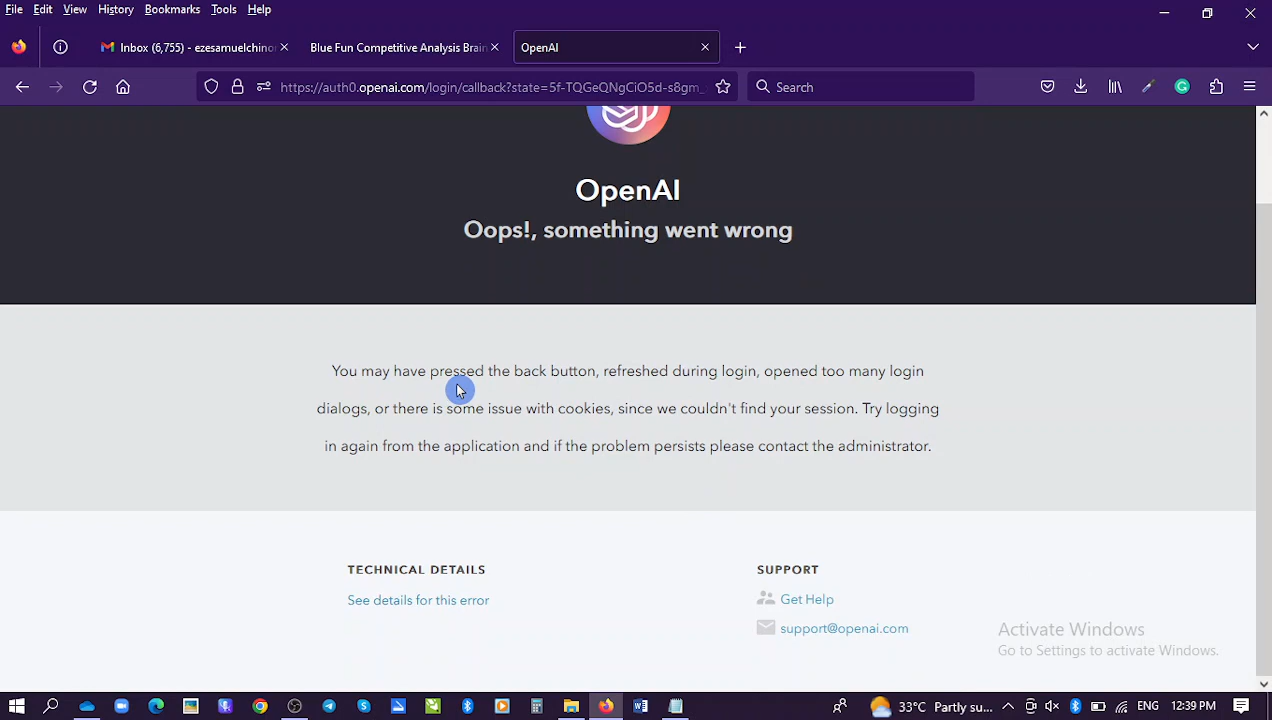 File Edit View History Bookmarks Tools Help
Inbox (6,755) - ezesamuelchino
Blue Fun Competitive Analysis Brain
OpenAI
https://auth0.openai.com/login/callback?state=5f-TQGeQNgCiO5d-s8gm_
Search
OpenAI
Oops!, something went wrong
You may have pressed the back button, refreshed during login, opened too many login
dialogs, or there is some issue with cookies, since we couldn't find your session. Try logging
in again from the application and if the problem persists please contact the administrator.
TECHNICAL DETAILS
See details for this error
SUPPORT
Get Help
support@openai.com
Activate Windows
Go to Settings to activate Windows.
33°C Partly su...
ENG
12:39 PM